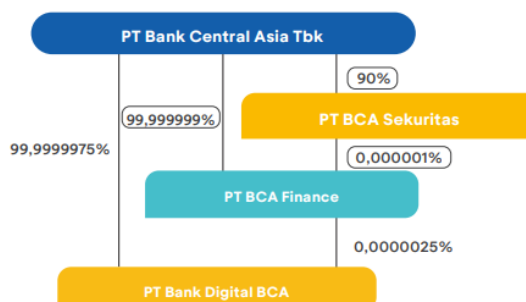 PT Bank Central Asia Tbk
90%
99,999999%
PT BCA Sekuritas
99,9999975%
0,000001%
PT BCA Finance
0,0000025%
PT Bank Digital BCA